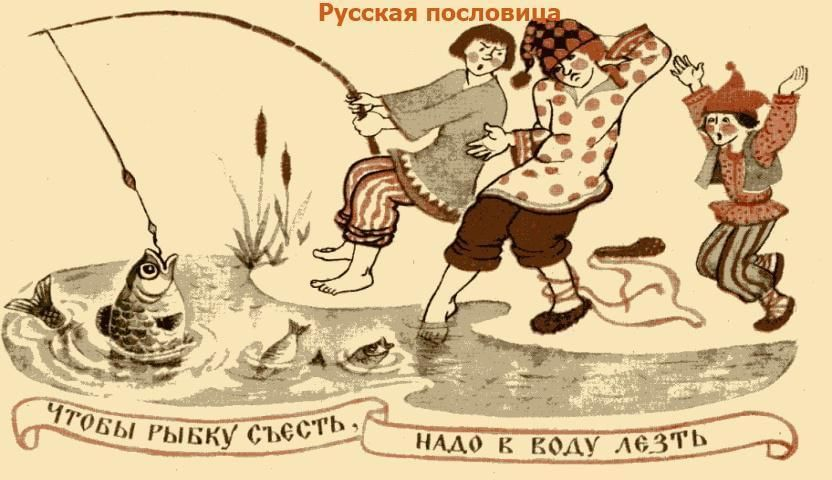 Русская пословица
ЧТОБЫ РЫБКУ СЪЕСТЬ,
НАДО В ВОДУ ЛЕЗТЬ